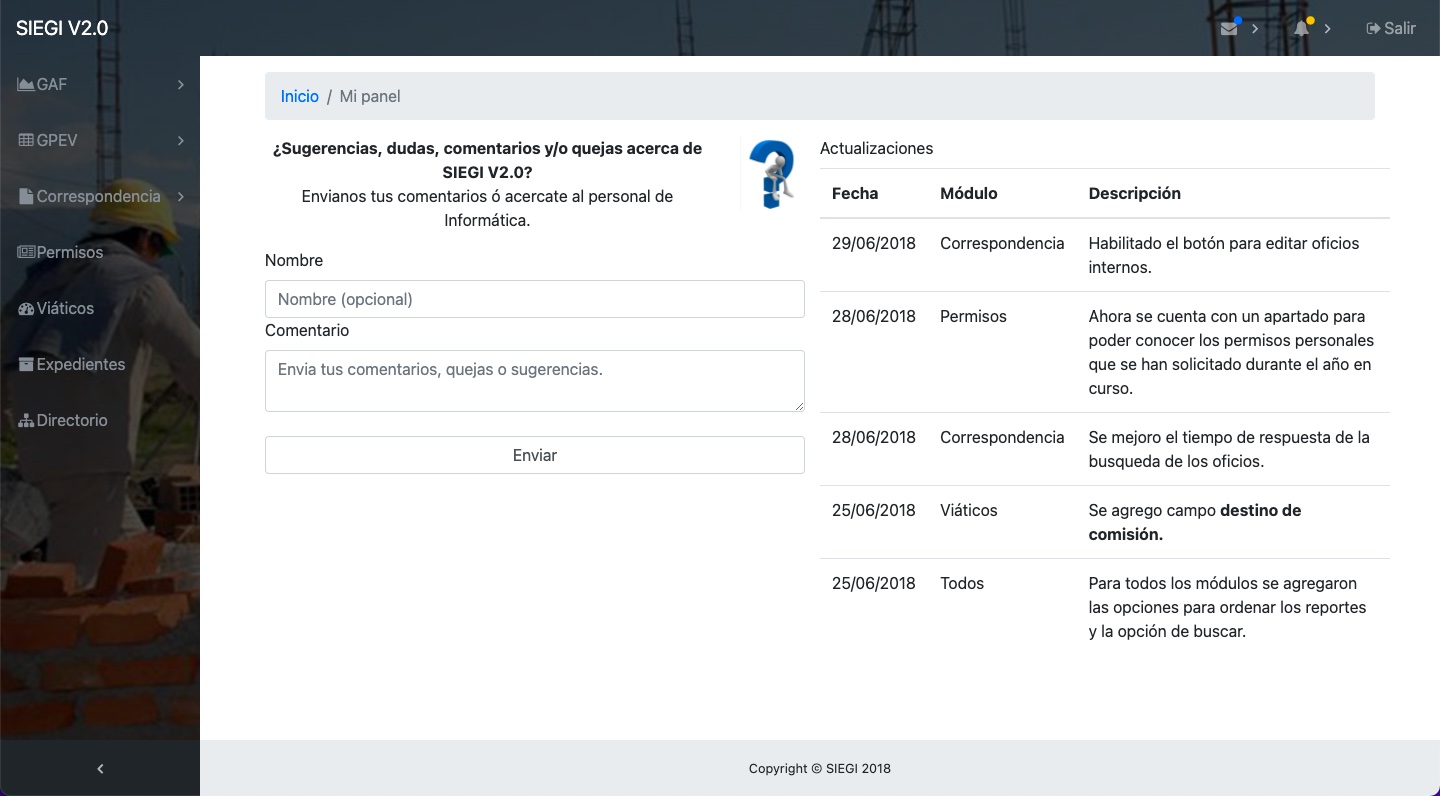 SIEGI V2.0
Salir
GAF
GPEV
Correspondencia
Permisos
Viáticos
Expedientes
Directorio
Inicio / Mi panel
¿Sugerencias, dudas, comentarios y/o quejas acerca de
SIEGI V2.0?
Envianos tus comentarios ó acercate al personal de
Informática.
Nombre
Nombre (opcional)
Comentario
Envia tus comentarios, quejas o sugerencias.
Enviar
Actualizaciones
Fecha Módulo Descripción
29/06/2018 Correspondencia Habilitado el botón para editar oficios
internos.
28/06/2018 Permisos Ahora se cuenta con un apartado para
poder conocer los permisos personales
que se han solicitado durante el año en
curso.
28/06/2018 Correspondencia Se mejoro el tiempo de respuesta de la
busqueda de los oficios.
25/06/2018 Viáticos Se agrego campo destino de
comisión.
25/06/2018 Todos Para todos los módulos se agregaron
las opciones para ordenar los reportes
y la opción de buscar.
Copyright © SIEGI 2018